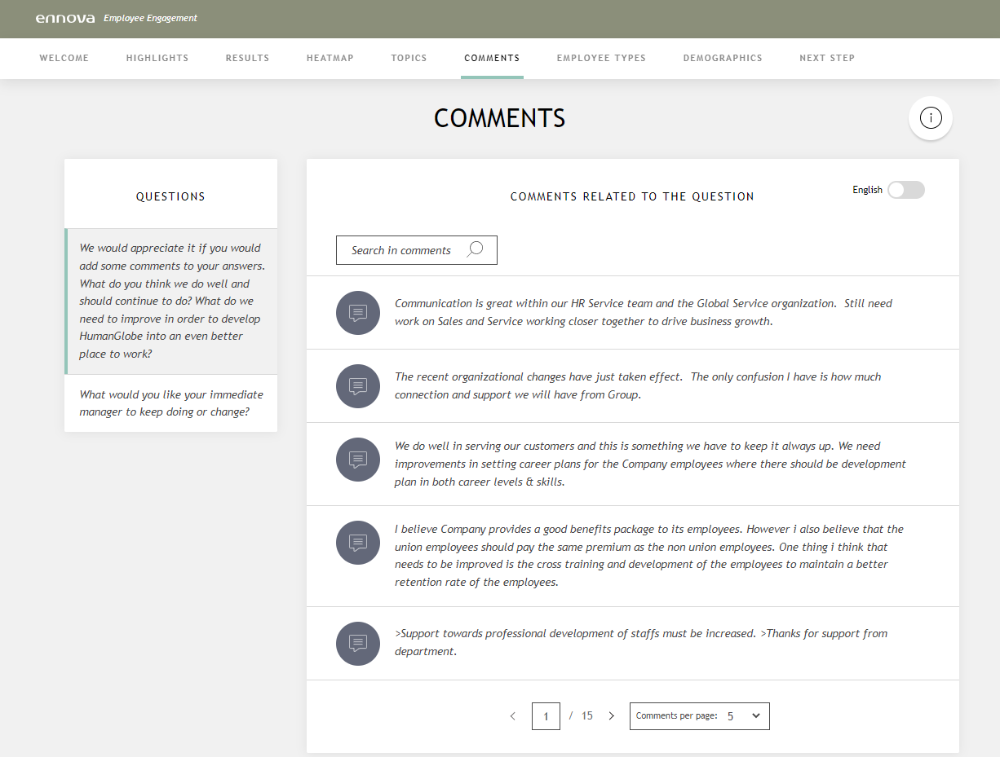 ennova Employee Engagement
WELCOME HIGHLIGHTS RESULTS HEATMAP TOPICS COMMENTS EMPLOYEE TYPES DEMOGRAPHICS NEXT STEP
COMMENTS
i
QUESTIONS
We would appreciate it if you would
add some comments to your answers.
What do you think we do well and
should continue to do? What do we
need to improve in order to develop
HumanGlobe into an even better
place to work?
What would you like your immediate
manager to keep doing or change?
COMMENTS RELATED TO THE QUESTION
English
Search in comments
Communication is great within our HR Service team and the Global Service organization.  Still need
work on Sales and Service working closer together to drive business growth.
The recent organizational changes have just taken effect.  The only confusion I have is how much
connection and support we will have from Group.
We do well in serving our customers and this is something we have to keep it always up. We need
improvements in setting career plans for the Company employees where there should be development
plan in both career levels & skills.
I believe Company provides a good benefits package to its employees. However i also believe that the
union employees should pay the same premium as the non union employees. One thing i think that
needs to be improved is the cross training and development of the employees to maintain a better
retention rate of the employees.
>Support towards professional development of staffs must be increased. >Thanks for support from
department.
< 1 / 15 > Comments per page: 5